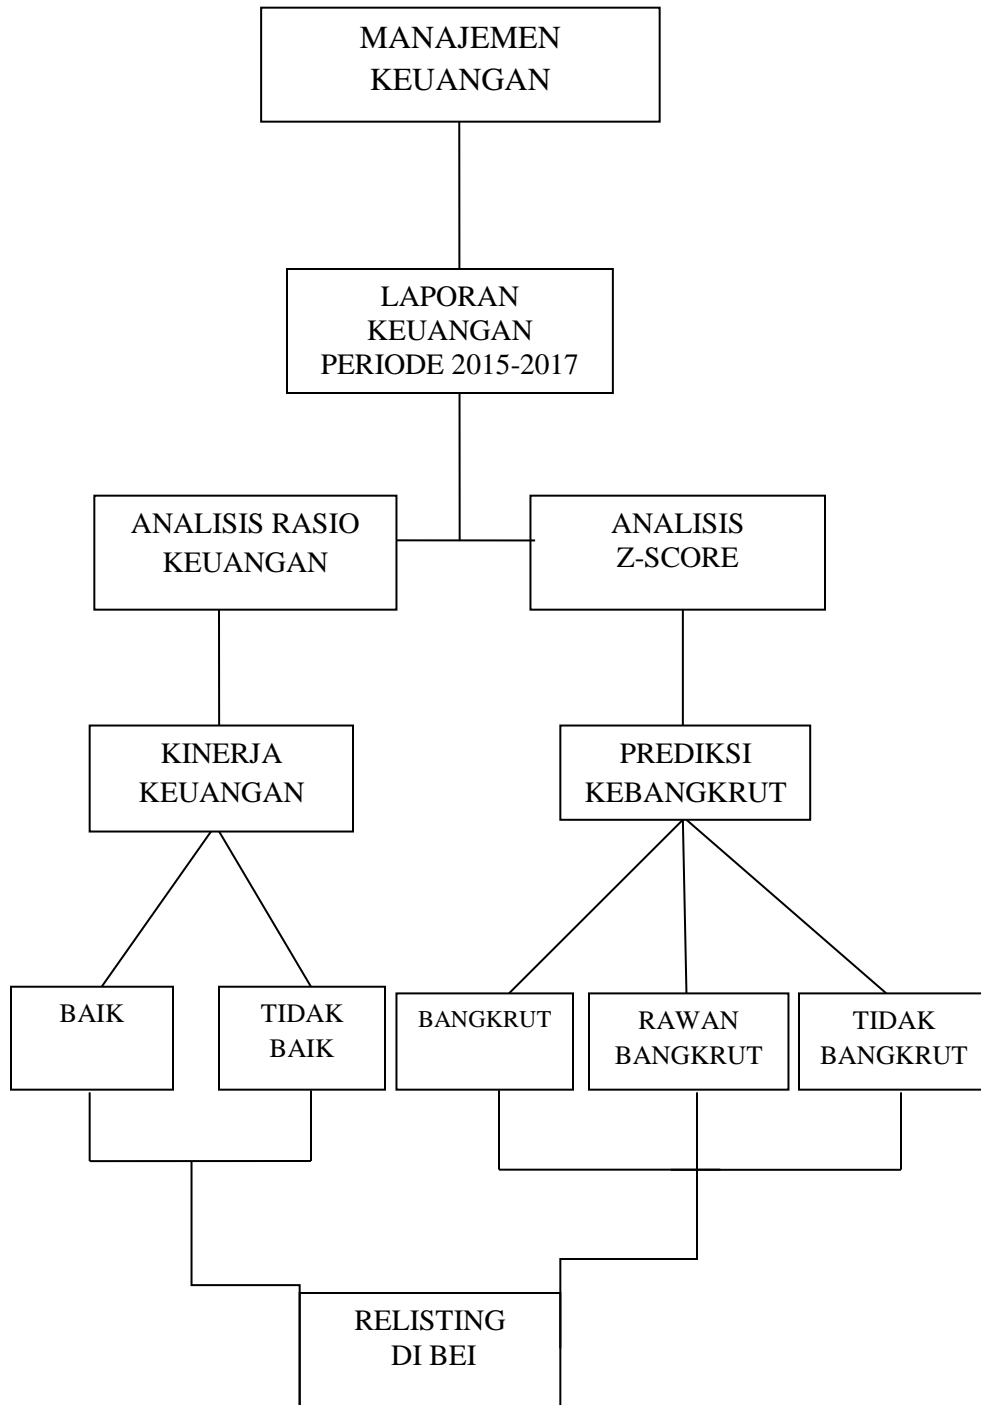 MANAJEMEN
KEUANGAN
LAPORAN
KEUANGAN
PERIODE 2015-2017
ANALISIS RASIO
KEUANGAN
ANALISIS
Z-SCORE
KINERJA
KEUANGAN
PREDIKSI
KEBANGKRUT
BAIK
TIDAK
BAIK
BANGKRUT
RAWAN
BANGKRUT
TIDAK
BANGKRUT
RELISTING
DI BEI